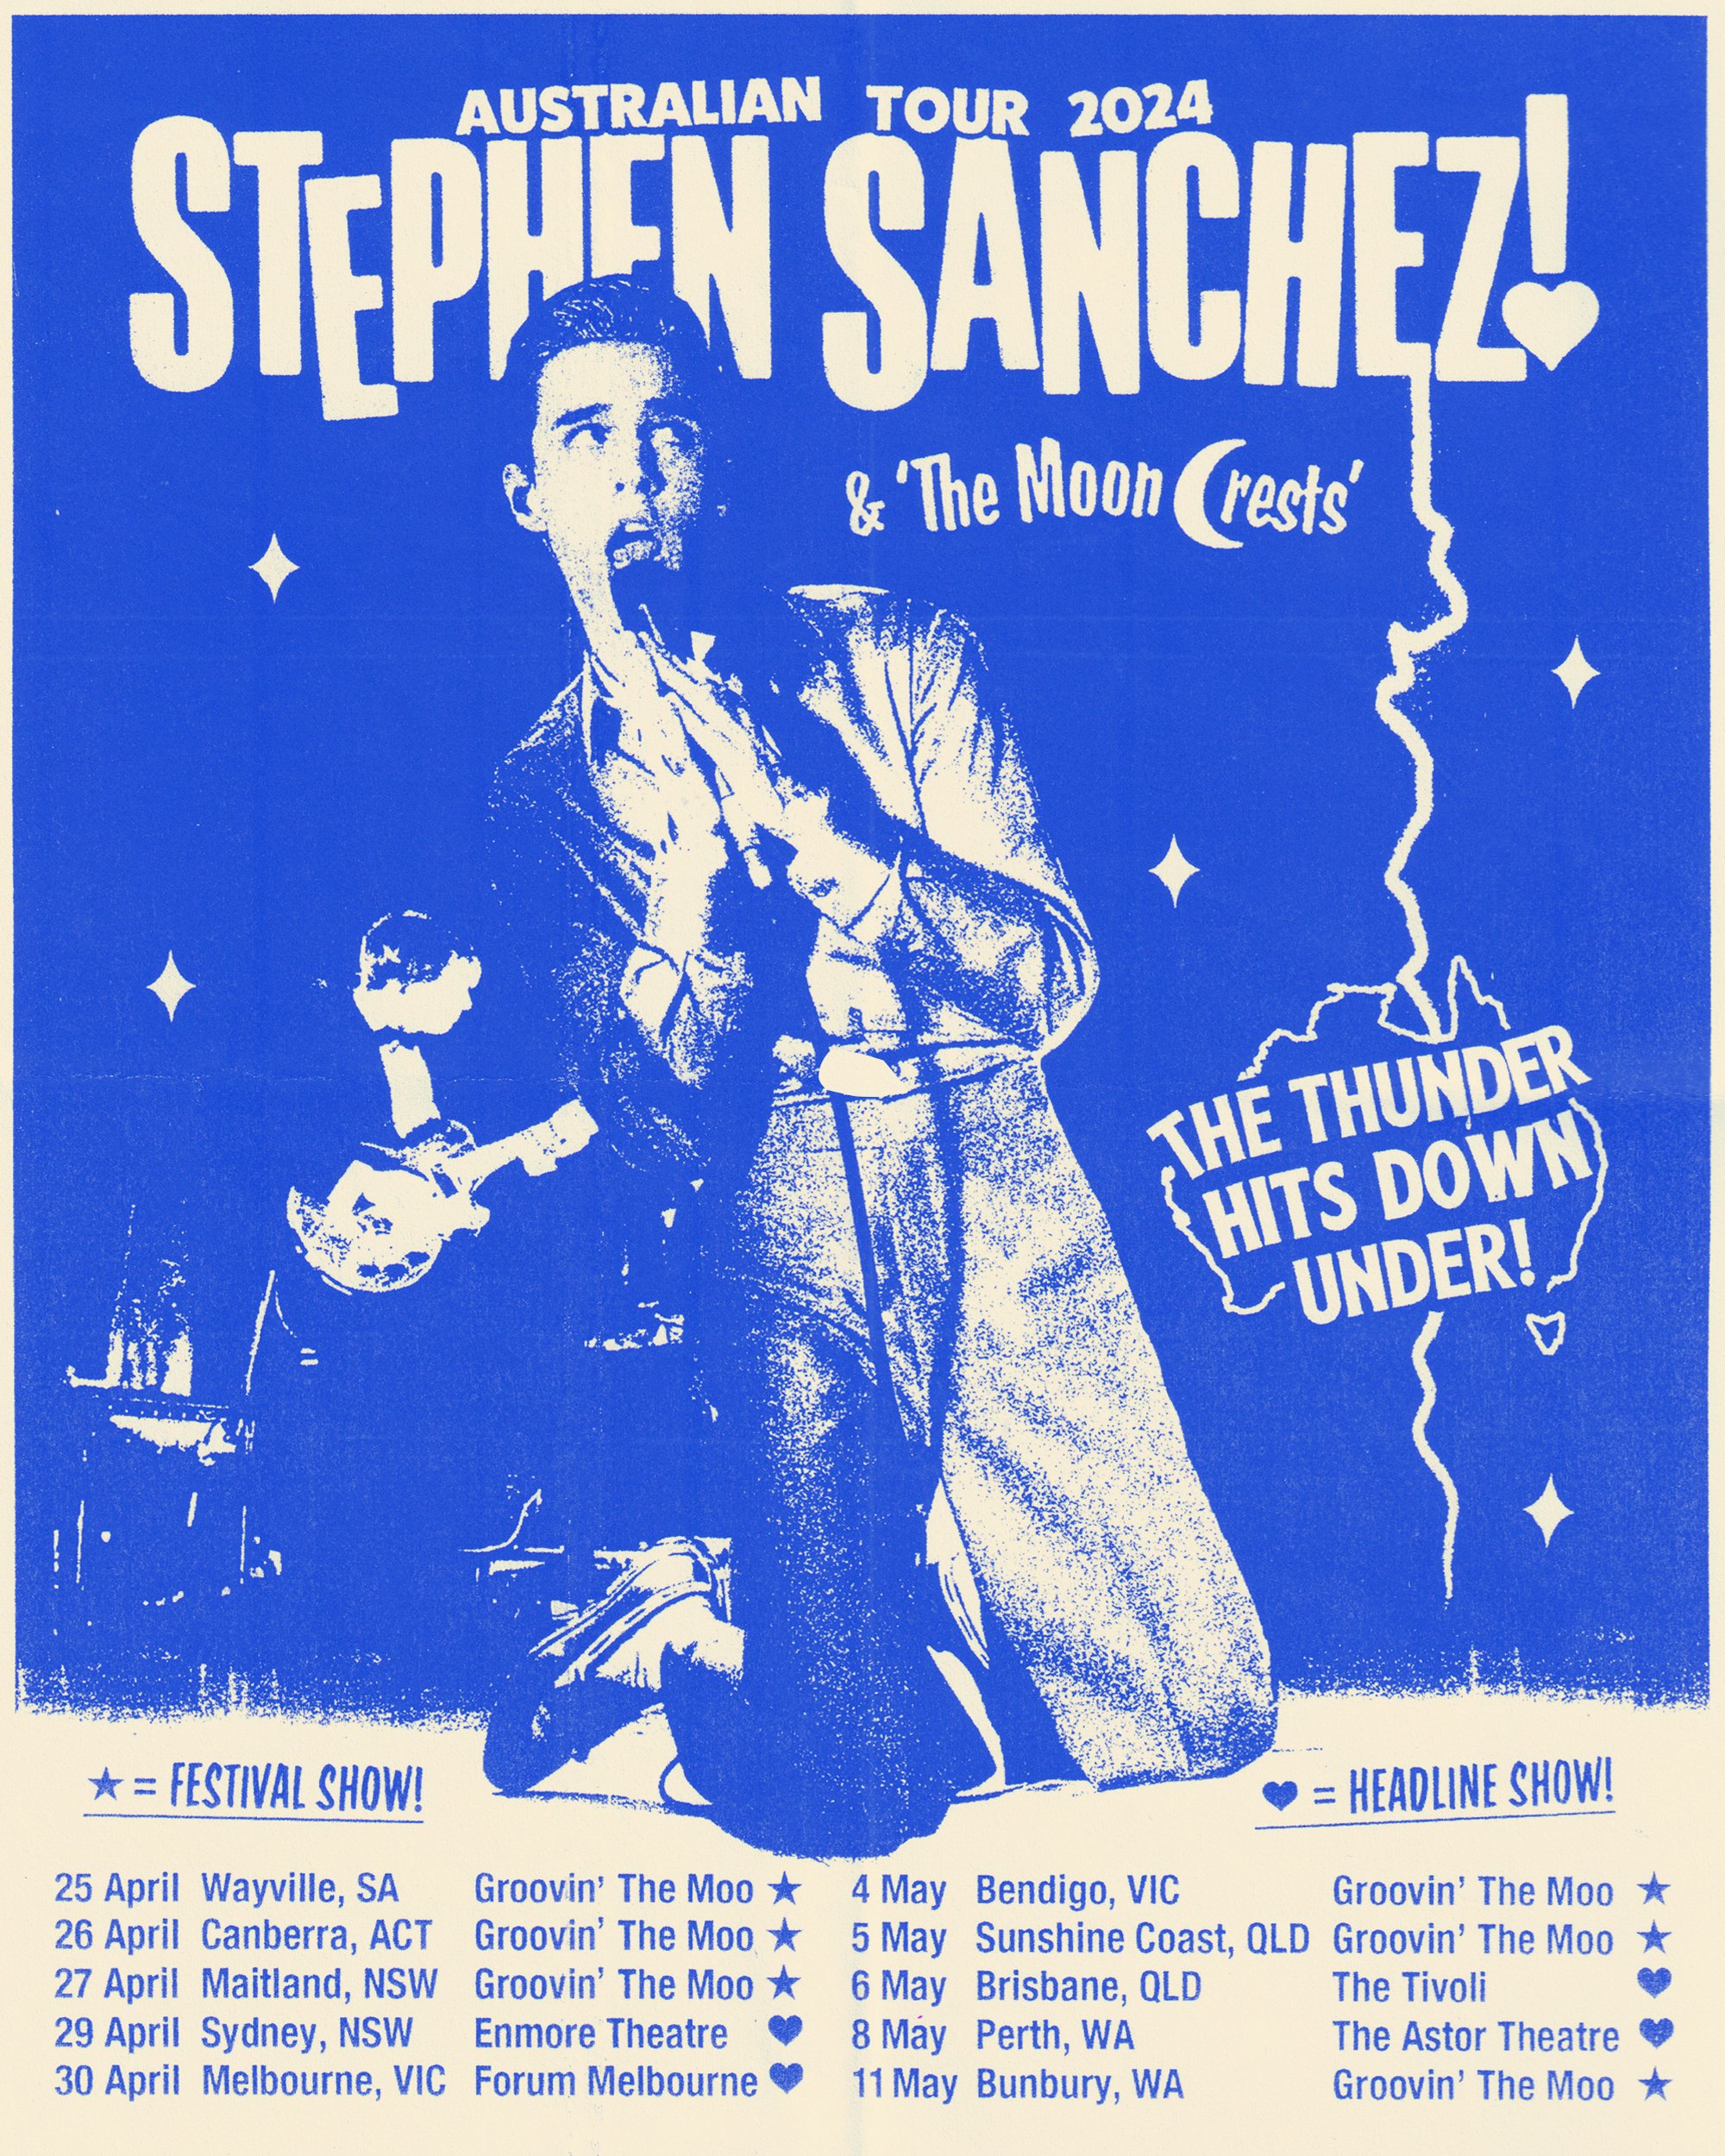 AUSTRALIAN TOUR 2024
STEPHEN SANCHEZ!
& 'The Moon Crests'
THE THUNDER
HITS DOWN
UNDER!
★ = FESTIVAL SHOW!
♥ = HEADLINE SHOW!
25 April Wayville, SA Groovin' The Moo ★
26 April Canberra, ACT Groovin' The Moo ★
27 April Maitland, NSW Groovin' The Moo ★
29 April Sydney, NSW Enmore Theatre ♥
30 April Melbourne, VIC Forum Melbourne ♥
4 May Bendigo, VIC Groovin' The Moo ★
5 May Sunshine Coast, QLD Groovin' The Moo ★
6 May Brisbane, QLD The Tivoli ♥
8 May Perth, WA The Astor Theatre ♥
11 May Bunbury, WA Groovin' The Moo ★